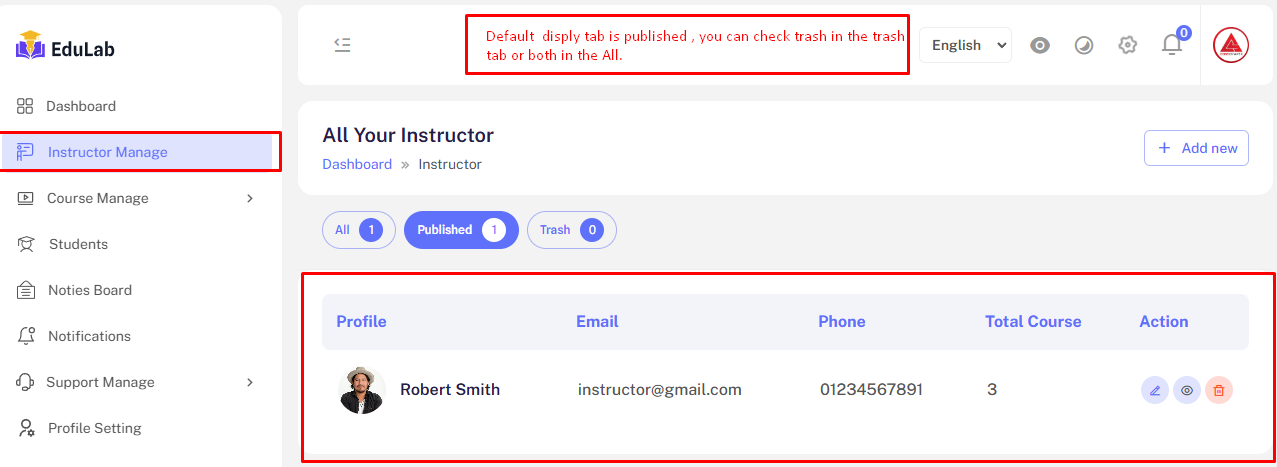 EduLab
Default disply tab is published , you can check trash in the trash
tab or both in the All.
English
0
Dashboard
Instructor Manage
Course Manage
Students
Noties Board
Notifications
Support Manage
Profile Setting
All Your Instructor
Dashboard » Instructor
+ Add new
All 1
Published 1
Trash 0
Profile Email Phone Total Course Action
Robert Smith instructor@gmail.com 01234567891 3